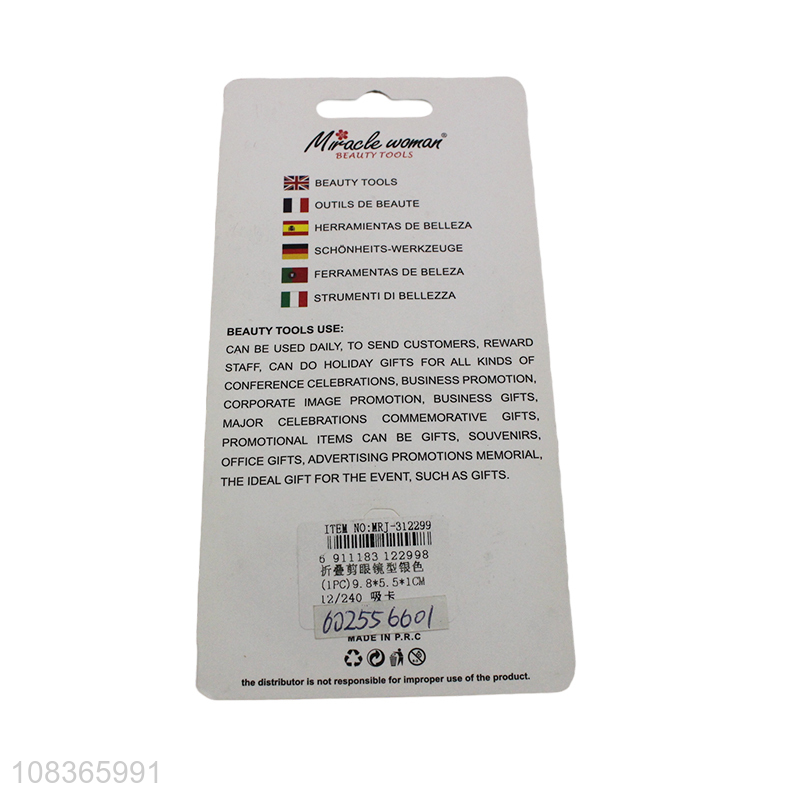 Miracle woman®
BEAUTY TOOLS
BEAUTY TOOLS
OUTILS DE BEAUTE
HERRAMIENTAS DE BELLEZA
SCHÖNHEITS-WERKZEUGE
FERRAMENTAS DE BELEZA
STRUMENTI DI BELLEZZA
BEAUTY TOOLS USE:
CAN BE USED DAILY, TO SEND CUSTOMERS, REWARD
STAFF, CAN DO HOLIDAY GIFTS FOR ALL KINDS OF
CONFERENCE CELEBRATIONS, BUSINESS PROMOTION,
CORPORATE IMAGE PROMOTION, BUSINESS GIFTS,
MAJOR CELEBRATIONS COMMEMORATIVE GIFTS,
PROMOTIONAL ITEMS CAN BE GIFTS, SOUVENIRS,
OFFICE GIFTS, ADVERTISING PROMOTIONS MEMORIAL,
THE IDEAL GIFT FOR THE EVENT, SUCH AS GIFTS.
ITEM NO:MRJ-312299
6 911183 122998
折叠剪眼镜型银色
(1PC)9.8*5.5*1CM
12/240 吸卡
602556601
MADE IN P.R.C
the distributor is not responsible for improper use of the product.
108365991